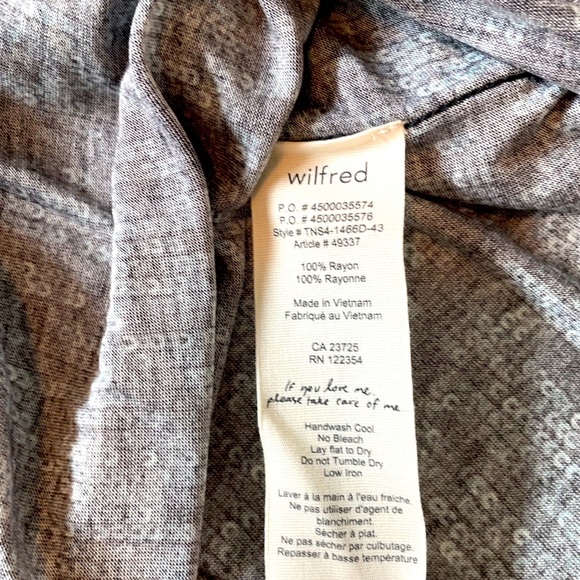 wilfred
P.O. # 4500035574
P.O. # 4500035576
Style # TNS4-1466D-43
Article # 49337
100% Rayon
100% Rayonne
Made in Vietnam
Fabriqué au Vietnam
CA 23725
RN 122354
If you love me,
please take care of me.
Handwash Cool
No Bleach
Lay flat to Dry
Do not Tumble Dry
Low Iron
Laver à la main à l'eau fraîche.
Ne pas utiliser d'agent de
blanchiment.
Sécher à plat.
Ne pas sécher par culbutage.
Repasser à basse température